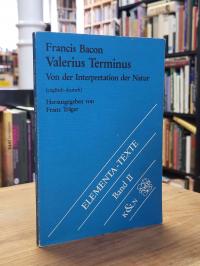 Francis Bacon
Valerius Terminus
Von der Interpretation der Natur
(englisch-deutsch)
Herausgegeben von
Franz Träger
ELEMENTA-TEXTE
Band II
K&N